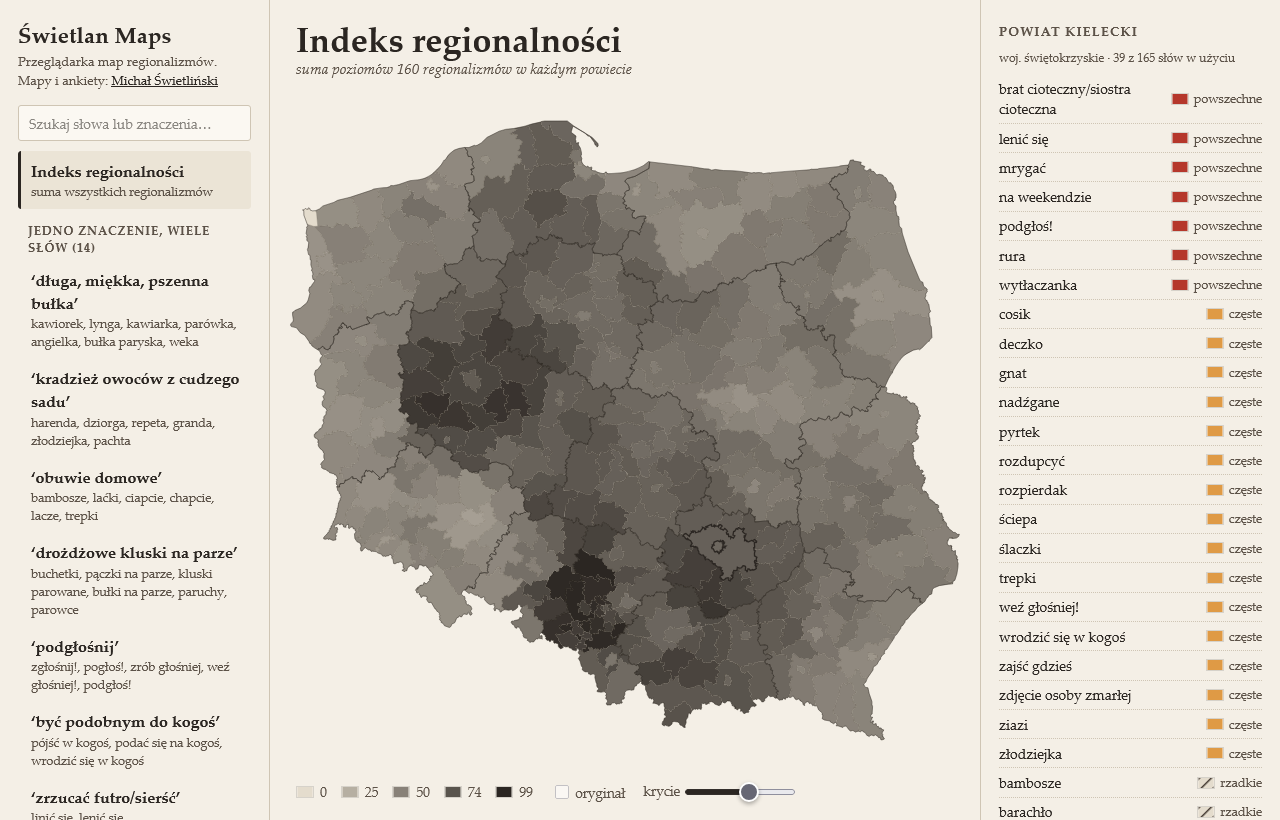 Świetlan Maps
Przeglądarka map regionalizmów.
Mapy i ankiety: Michał Świetliński
Szukaj słowa lub znaczenia…
Indeks regionalności
suma wszystkich regionalizmów
JEDNO ZNACZENIE, WIELE
SŁÓW (14)
‘długa, miękka, pszenna
bułka’
kawiorek, lynga, kawiarka, parówka,
angielka, bułka paryska, weka
‘kradzież owoców z cudzego
sadu’
harenda, dziorga, repeta, granda,
złodziejka, pachta
‘obuwie domowe’
bambosze, laćki, ciapcie, chapcie,
lacze, trepki
‘drożdżowe kluski na parze’
buchetki, pączki na parze, kluski
parowane, bułki na parze, paruchy,
parowce
‘podgłośnij’
zgłośnij!, pogłoś!, zrób głośniej, weź
głośniej!, podgłoś!
‘być podobnym do kogoś’
pójść w kogoś, podać się na kogoś,
wrodzić się w kogoś
‘zrzucać futro/sierść’
linić się, lenić się
Indeks regionalności
suma poziomów 160 regionalizmów w każdym powiecie
0 25 50 74 99 oryginał krycie
POWIAT KIELECKI
woj. świętokrzyskie · 39 z 165 słów w użyciu
brat cioteczny/siostra
cioteczna powszechne
lenić się powszechne
mrygać powszechne
na weekendzie powszechne
podgłoś! powszechne
rura powszechne
wytłaczanka powszechne
cosik częste
deczko częste
gnat częste
nadźgane częste
pyrtek częste
rozdupcyć częste
rozpierdak częste
ściepa częste
ślaczki częste
trepki częste
weź głośniej! częste
wrodzić się w kogoś częste
zajść gdzieś częste
zdjęcie osoby zmarłej częste
ziazi częste
złodziejka częste
bambosze rzadkie
barachło rzadkie